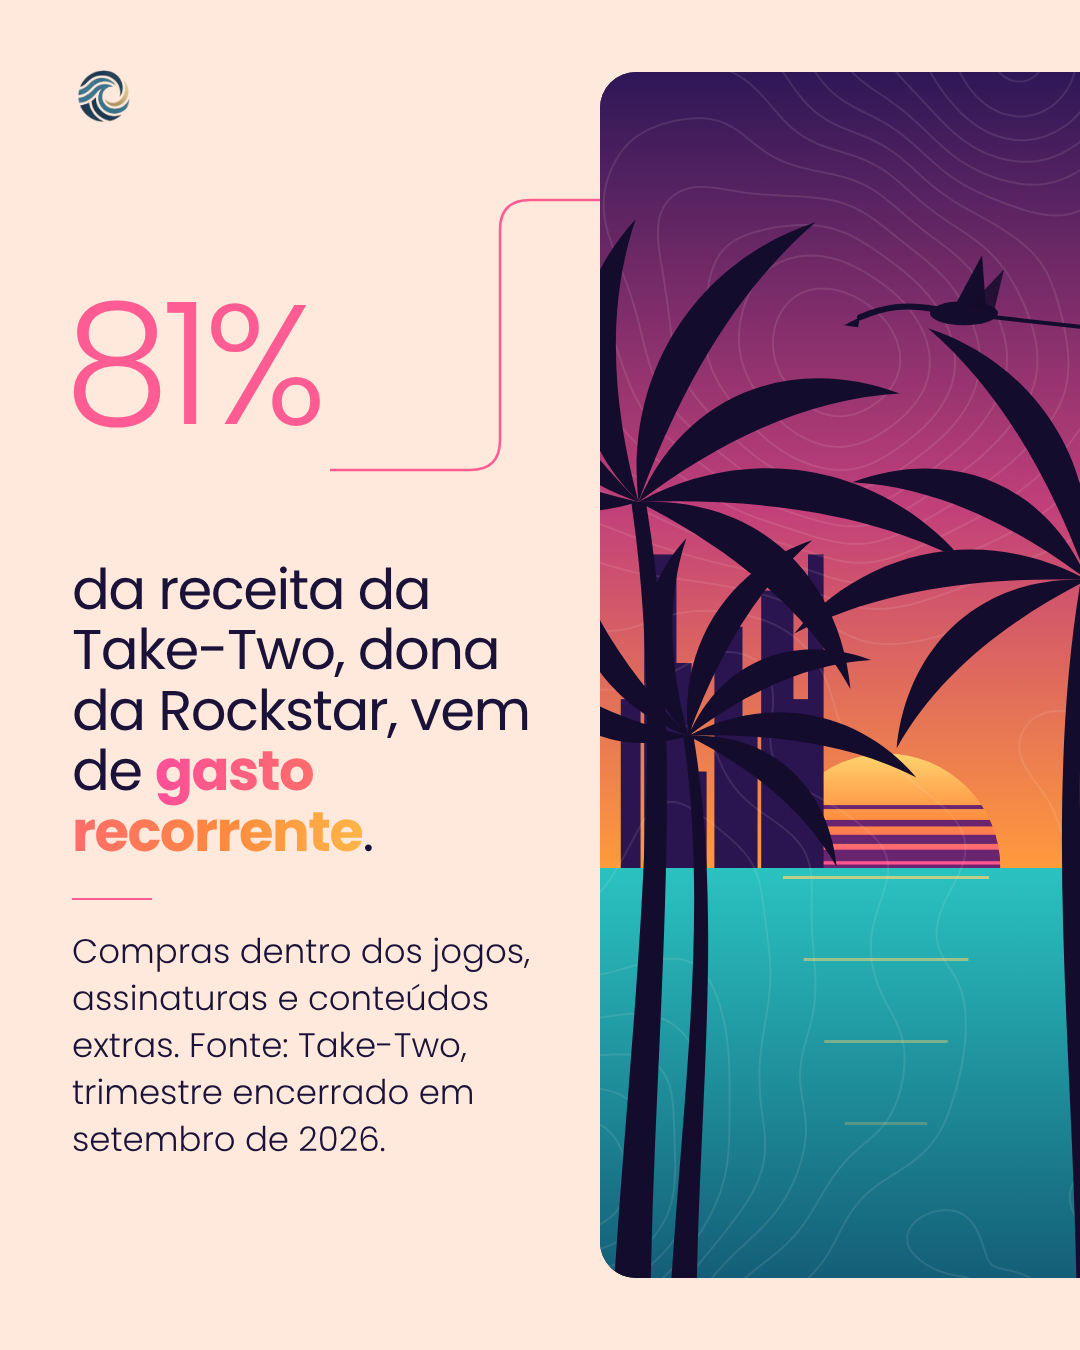 81%
da receita da
Take-Two, dona
da Rockstar, vem
de gasto
recorrente.
Compras dentro dos jogos,
assinaturas e conteúdos
extras. Fonte: Take-Two,
trimestre encerrado em
setembro de 2026.